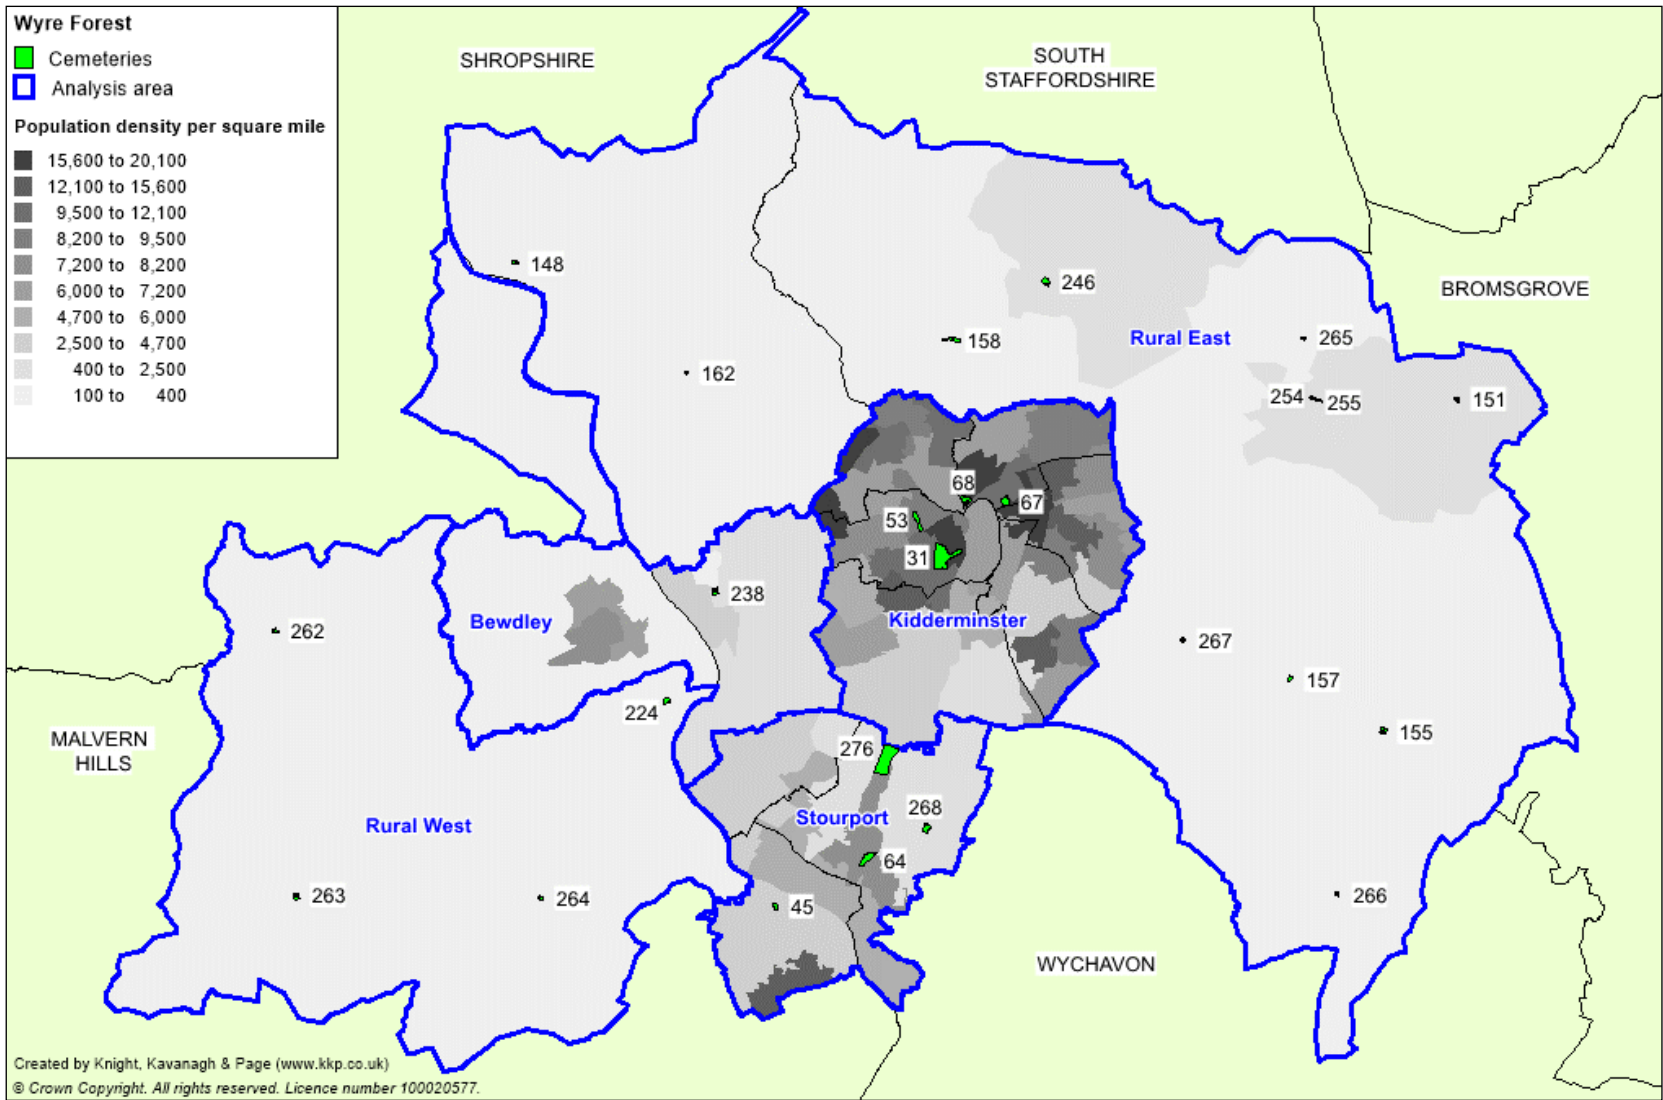 Wyre Forest
Cemeteries
Analysis area
Population density per square mile
15,600 to 20,100
12,100 to 15,600
9,500 to 12,100
8,200 to 9,500
7,200 to 8,200
6,000 to 7,200
4,700 to 6,000
2,500 to 4,700
400 to 2,500
100 to 400
SHROPSHIRE
SOUTH
STAFFORDSHIRE
BROMSGROVE
148
246
158
Rural East
265
162
254
255
151
68
67
53
31
238
Kidderminster
Bewdley
262
267
157
224
155
MALVERN
HILLS
276
268
Stourport
Rural West
64
263
264
45
266
WYCHAVON
Created by Knight, Kavanagh & Page (www.kkp.co.uk)
© Crown Copyright. All rights reserved. Licence number 100020577.